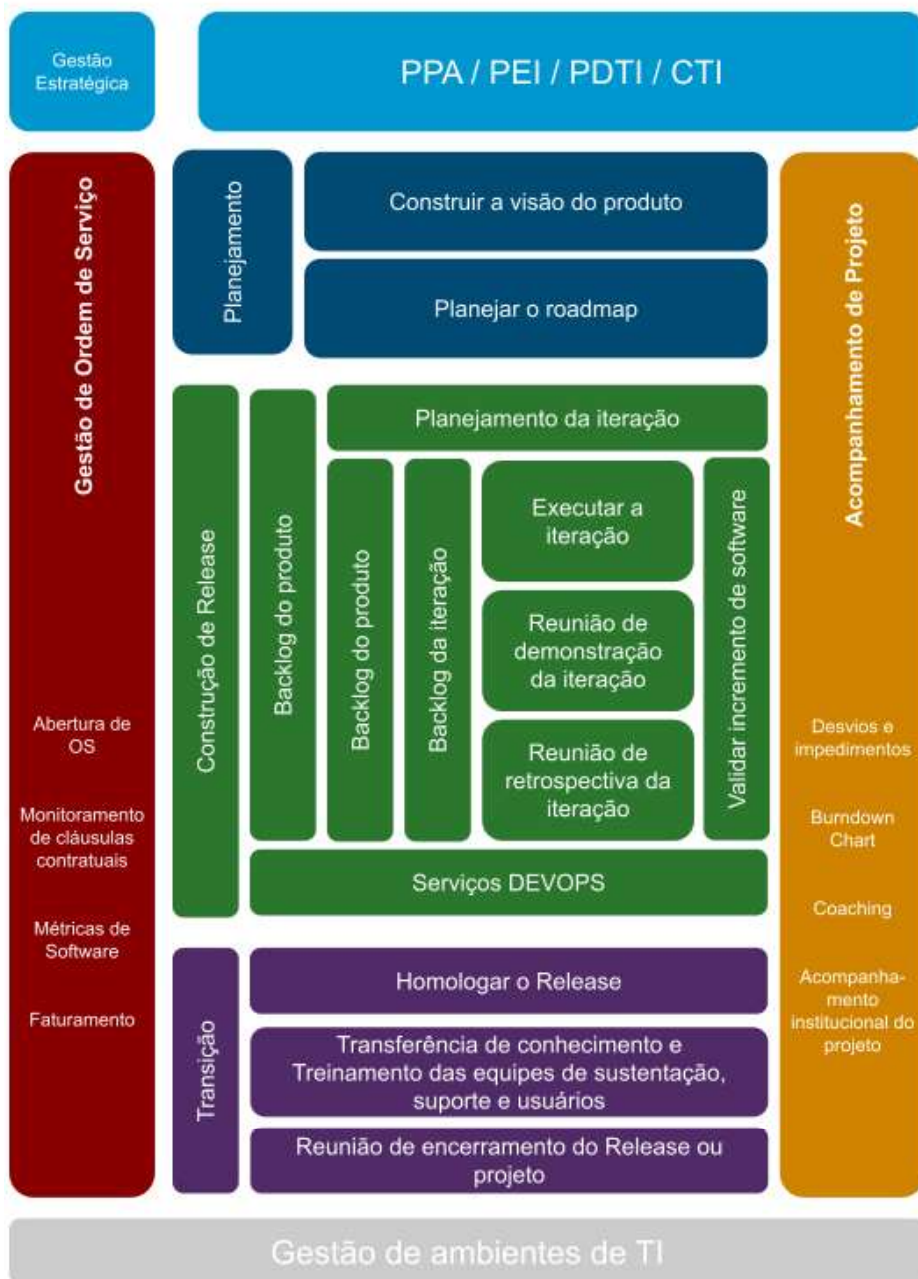 Gestão
Estratégica
PPA / PEI / PDTI / CTI
Gestão de Ordem de Serviço
Abertura de
OS
Monitoramento
de cláusulas
contratuais
Métricas de
Software
Faturamento
Planejamento
Construir a visão do produto
Planejar o roadmap
Construção de Release
Backlog do produto
Planejamento da iteração
Backlog do produto
Backlog da iteração
Executar a
iteração
Reunião de
demonstração
da iteração
Reunião de
retrospectiva da
iteração
Validar incremento de software
Serviços DEVOPS
Transição
Homologar o Release
Transferência de conhecimento e
Treinamento das equipes de sustentação,
suporte e usuários
Reunião de encerramento do Release ou
projeto
Acompanhamento de Projeto
Desvios e
impedimentos
Burndown
Chart
Coaching
Acompanha-
mento
institucional do
projeto
Gestão de ambientes de TI